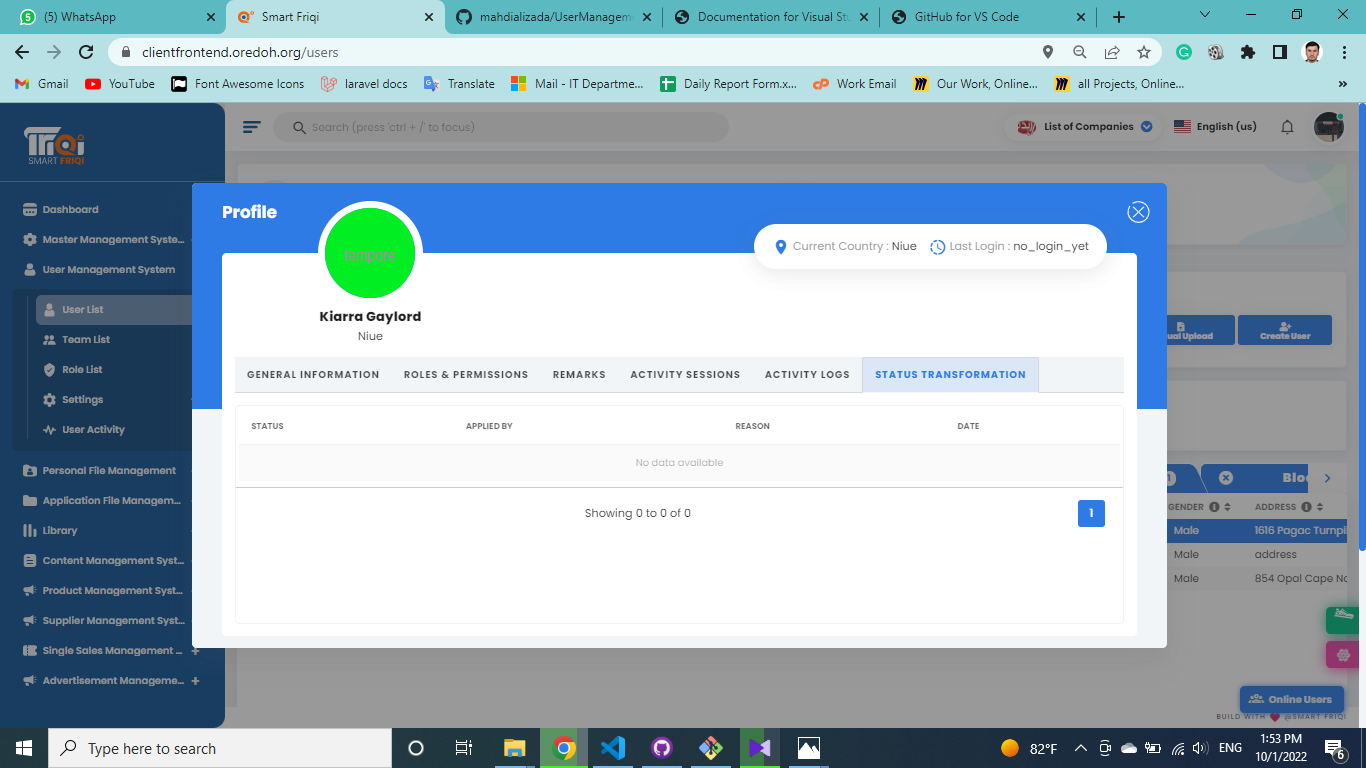 (5) WhatsApp
Smart Friqi
mahdializada/UserManageme
Documentation for Visual Stu
GitHub for VS Code
clientfrontend.oredoh.org/users
Gmail
YouTube
Font Awesome Icons
laravel docs
Translate
Mail - IT Departme...
Daily Report Form.x...
Work Email
Our Work, Online...
all Projects, Online...
SMART FRIQI
Search (press 'ctrl + /' to focus)
List of Companies
English (us)
Dashboard
Master Management Syste...
User Management System
User List
Team List
Role List
Settings
User Activity
Personal File Management
Application File Managem...
Library
Content Management Syst...
Product Management Syst...
Supplier Management Syst...
Single Sales Management ...
Advertisement Manageme...
Profile
tempore
Current Country : Niue
Last Login : no_login_yet
Kiarra Gaylord
Niue
GENERAL INFORMATION
ROLES & PERMISSIONS
REMARKS
ACTIVITY SESSIONS
ACTIVITY LOGS
STATUS TRANSFORMATION
STATUS
APPLIED BY
REASON
DATE
No data available
Showing 0 to 0 of 0
1
ual Upload
Create User
1
Bloc
GENDER
ADDRESS
Male
1616 Pagac Turnpi
Male
address
Male
854 Opal Cape No
Online Users
BUILD WITH @SMART FRIQI
Type here to search
82°F
ENG
1:53 PM
10/1/2022
6